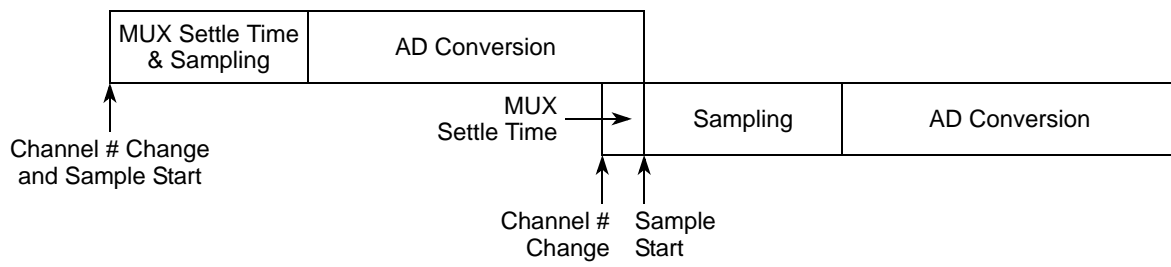 MUX Settle Time
& Sampling
AD Conversion
MUX
Settle Time
Sampling
AD Conversion
Channel # Change
and Sample Start
Channel #
Change
Sample
Start